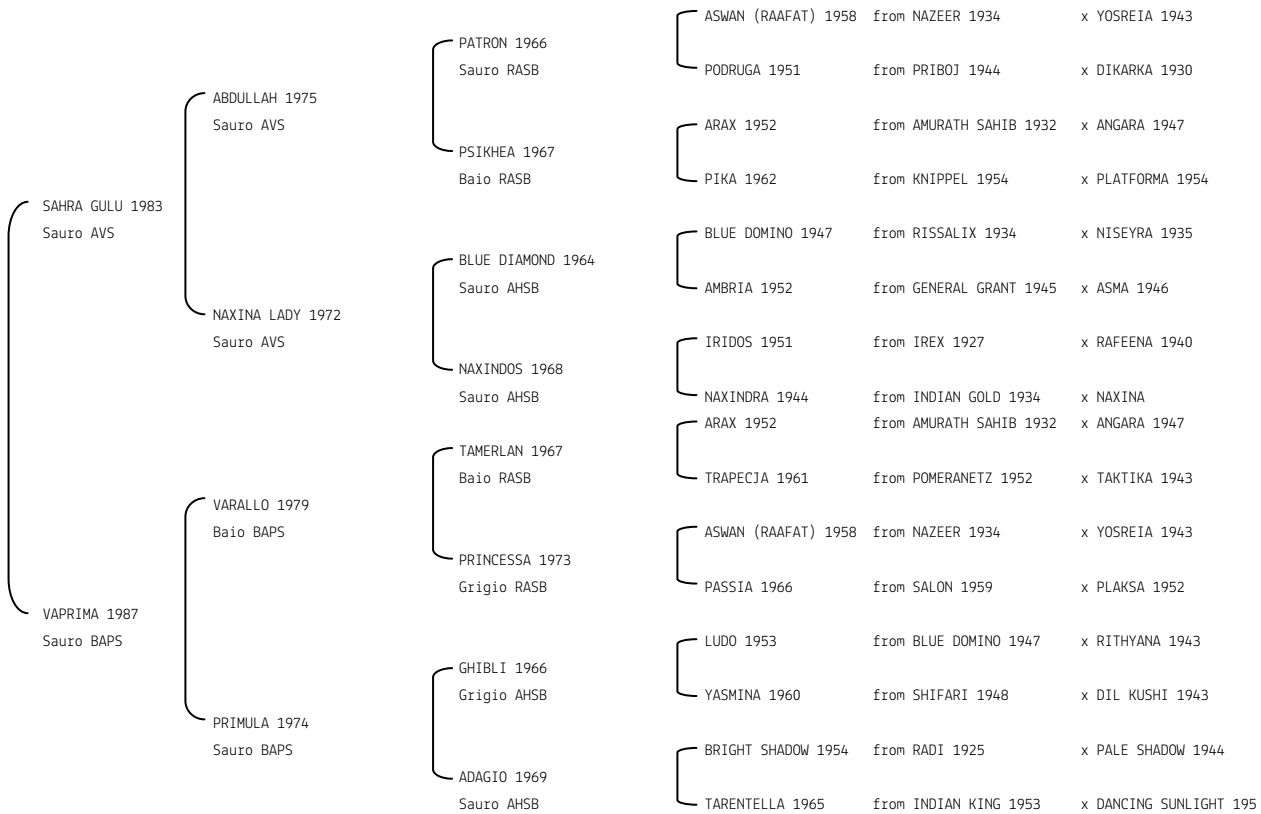 ASWAN (RAAFAT) 1958 from NAZEER 1934 x YOSREIA 1943
PATRON 1966
Sauro RASB
PODRUGA 1951 from PRIBOJ 1944 x DIKARKA 1930
ABDULLAH 1975
Sauro AVS
ARAX 1952 from AMURATH SAHIB 1932 x ANGARA 1947
PSIKHEA 1967
Baio RASB
PIKA 1962 from KNIPPEL 1954 x PLATFORMA 1954
SAHRA GULU 1983
Sauro AVS
BLUE DOMINO 1947 from RISSALIX 1934 x NISEYRA 1935
BLUE DIAMOND 1964
Sauro AHSB
AMBRIA 1952 from GENERAL GRANT 1945 x ASMA 1946
NAXINA LADY 1972
Sauro AVS
IRIDOS 1951 from IREX 1927 x RAFEENA 1940
NAXINDOS 1968
Sauro AHSB
NAXINDRA 1944 from INDIAN GOLD 1934 x NAXINA
ARAX 1952 from AMURATH SAHIB 1932 x ANGARA 1947
TAMERLAN 1967
Baio RASB
TRAPECJA 1961 from POMERANETZ 1952 x TAKTIKA 1943
VARALLO 1979
Baio BAPS
ASWAN (RAAFAT) 1958 from NAZEER 1934 x YOSREIA 1943
PRINCESSA 1973
Grigio RASB
PASSIA 1966 from SALON 1959 x PLAKSA 1952
VAPRIMA 1987
Sauro BAPS
LUDO 1953 from BLUE DOMINO 1947 x RITHYANA 1943
GHIBLI 1966
Grigio AHSB
YASMINA 1960 from SHIFARI 1948 x DIL KUSHI 1943
PRIMULA 1974
Sauro BAPS
BRIGHT SHADOW 1954 from RADI 1925 x PALE SHADOW 1944
ADAGIO 1969
Sauro AHSB
TARENTELLA 1965 from INDIAN KING 1953 x DANCING SUNLIGHT 195